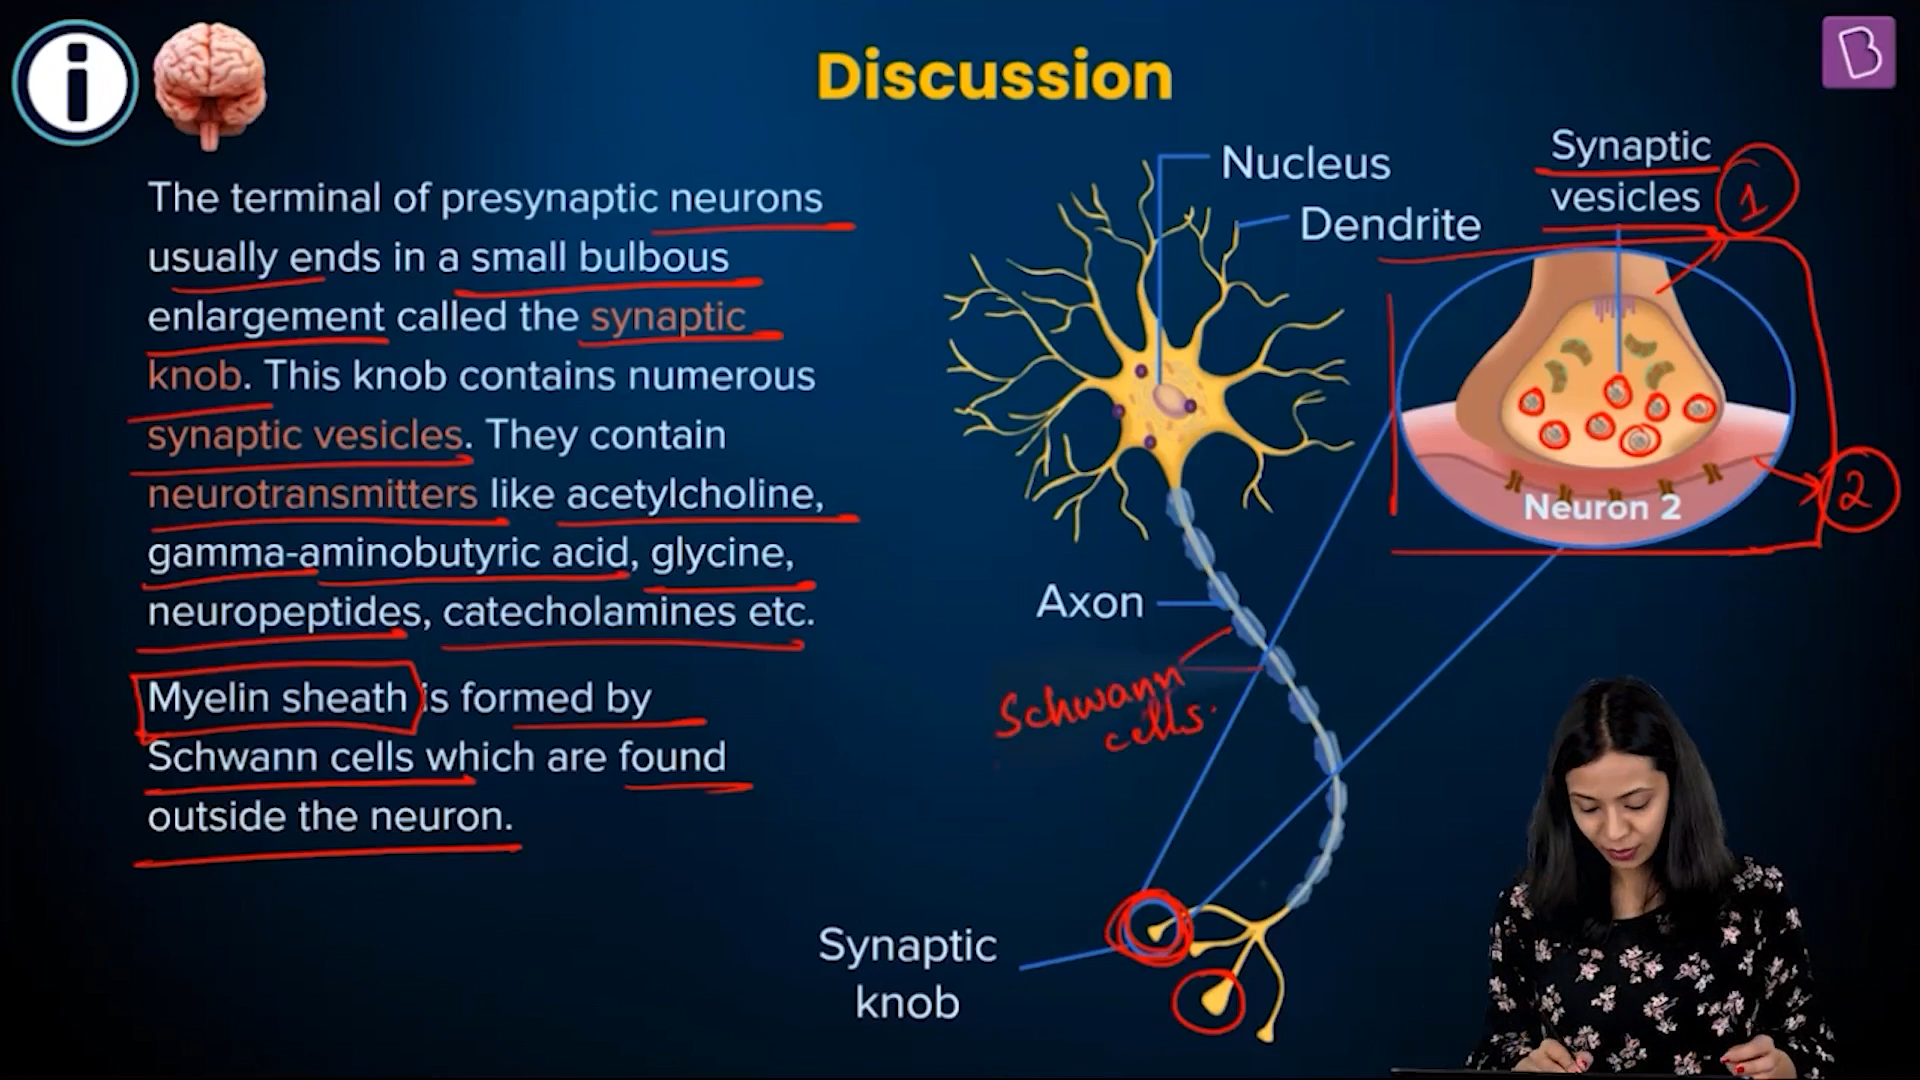 Discussion
The terminal of presynaptic neurons
usually ends in a small bulbous
enlargement called the synaptic
knob. This knob contains numerous
synaptic vesicles. They contain
neurotransmitters like acetylcholine,
gamma-aminobutyric acid, glycine,
neuropeptides, catecholamines etc.
Myelin sheath is formed by
Schwann cells which are found
outside the neuron.
Nucleus
Dendrite
Synaptic
vesicles
1
2
Neuron 2
Axon
Schwann
cells.
Synaptic
knob
i
B